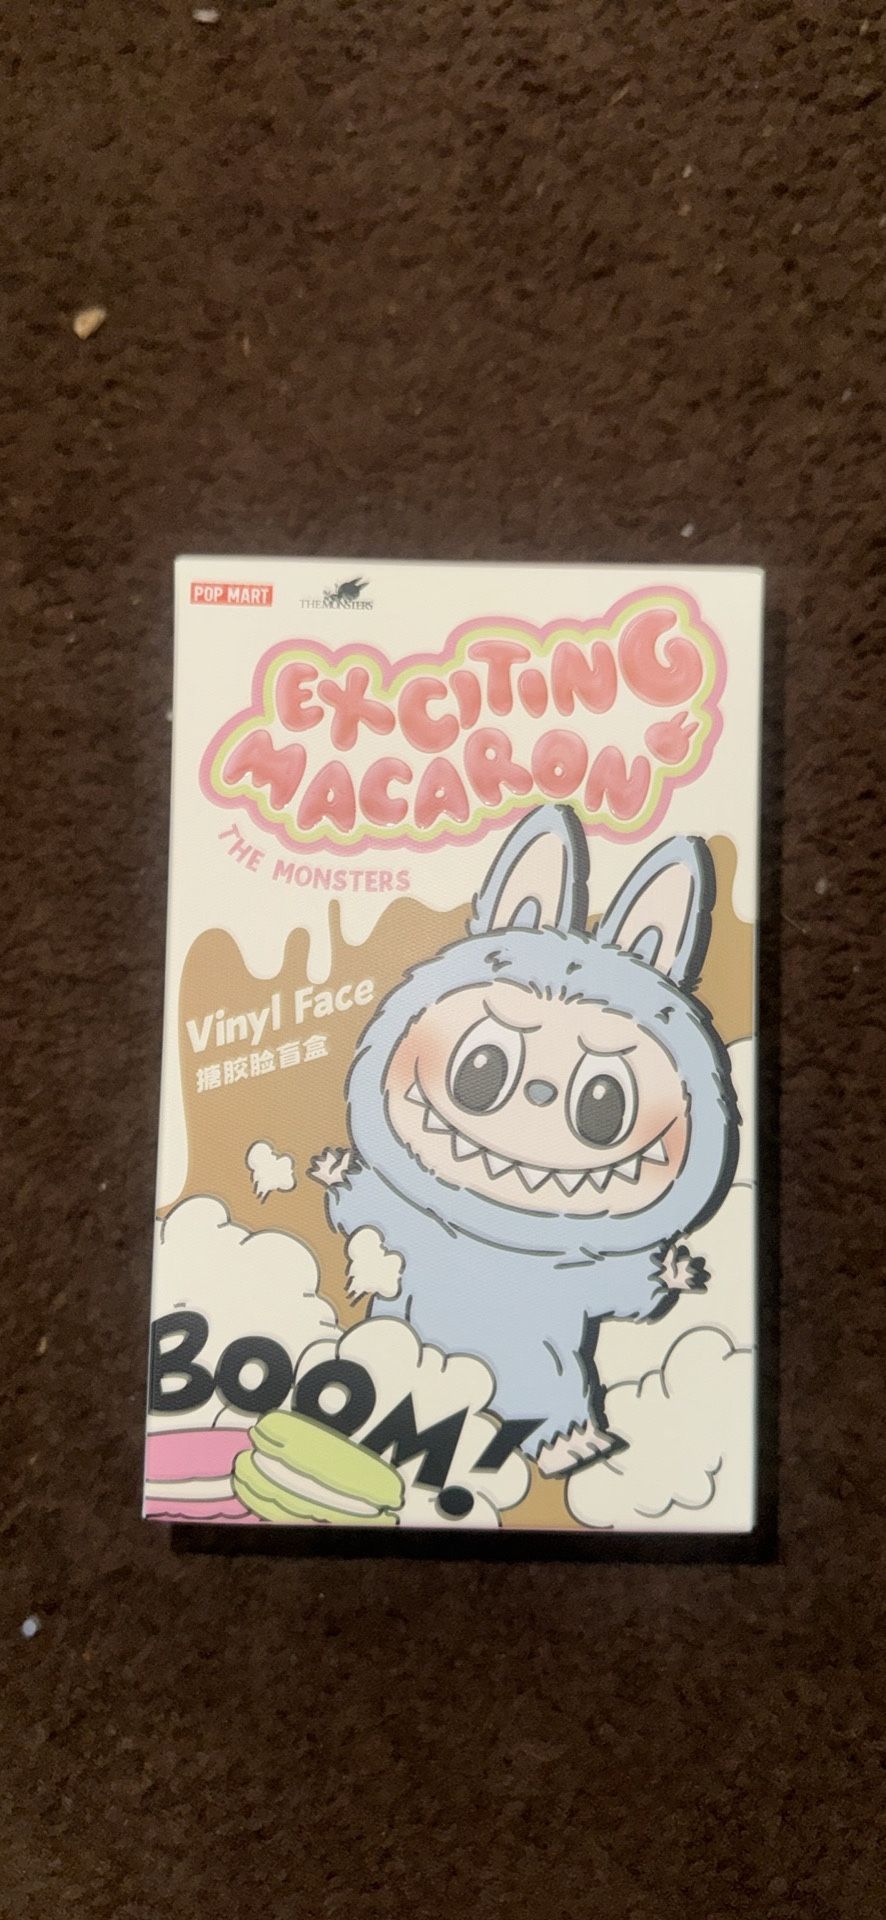 POP MART
THE MONSTERS
EXCITING
MACARON
THE MONSTERS
Vinyl Face
搪胶脸盲盒
BOOM!